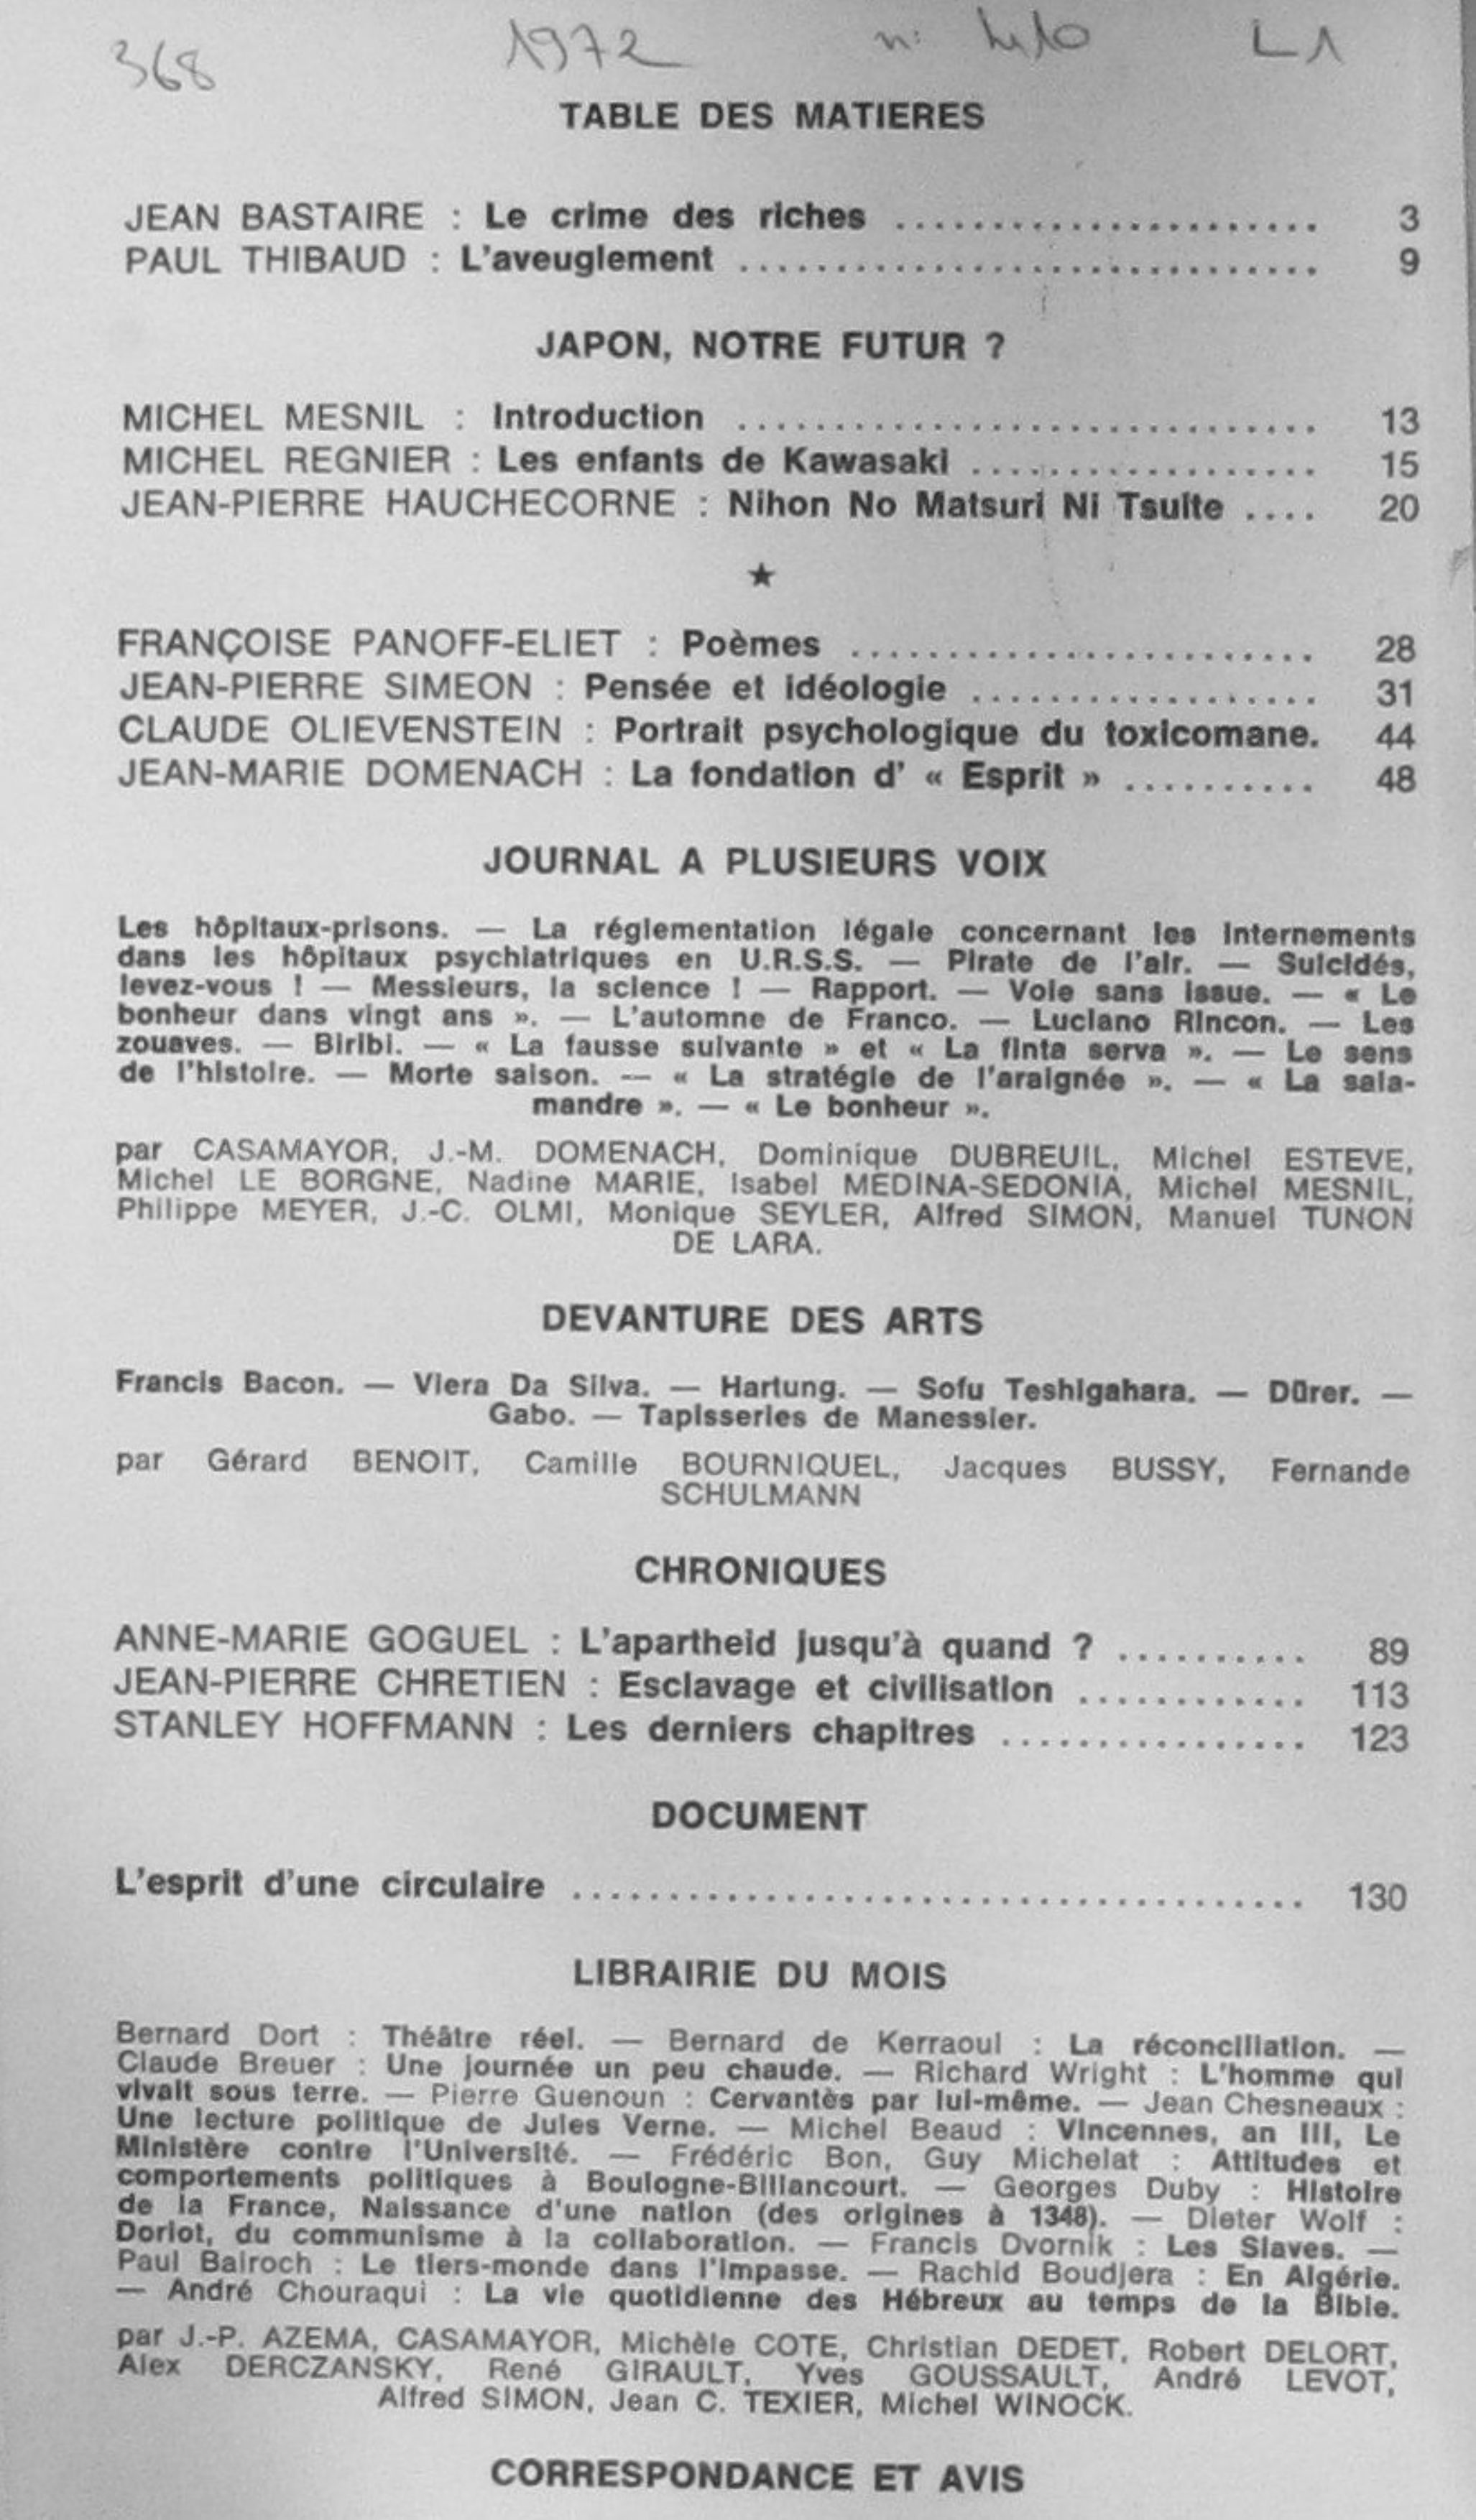 368 1972 n: 410 L1
TABLE DES MATIERES
JEAN BASTAIRE : Le crime des riches ...................... 3
PAUL THIBAUD : L'aveuglement .............................. 9
JAPON, NOTRE FUTUR ?
MICHEL MESNIL : Introduction .............................. 13
MICHEL REGNIER : Les enfants de Kawasaki .................. 15
JEAN-PIERRE HAUCHECORNE : Nihon No Matsuri Ni Tsuite .... 20
★
FRANÇOISE PANOFF-ELIET : Poèmes ........................ 28
JEAN-PIERRE SIMEON : Pensée et idéologie .................. 31
CLAUDE OLIEVENSTEIN : Portrait psychologique du toxicomane. 44
JEAN-MARIE DOMENACH : La fondation d' « Esprit » .......... 48
JOURNAL A PLUSIEURS VOIX
Les hôpitaux-prisons. — La réglementation légale concernant les internements
dans les hôpitaux psychiatriques en U.R.S.S. — Pirate de l'air. — Suicidés,
levez-vous ! — Messieurs, la science ! — Rapport. — Voie sans issue. — « Le
bonheur dans vingt ans ». — L'automne de Franco. — Luciano Rincon. — Les
zouaves. — Biribi. — « La fausse suivante » et « La finta serva ». — Le sens
de l'histoire. — Morte saison. — « La stratégie de l'araignée ». — « La sala-
mandre ». — « Le bonheur ».
par CASAMAYOR, J.-M. DOMENACH, Dominique DUBREUIL, Michel ESTEVE,
Michel LE BORGNE, Nadine MARIE, Isabel MEDINA-SEDONIA, Michel MESNIL,
Philippe MEYER, J.-C. OLMI, Monique SEYLER, Alfred SIMON, Manuel TUNON
DE LARA.
DEVANTURE DES ARTS
Francis Bacon. — Viera Da Silva. — Hartung. — Sofu Teshigahara. — Dürer. —
Gabo. — Tapisseries de Manessier.
par Gérard BENOIT, Camille BOURNIQUEL, Jacques BUSSY, Fernande
SCHULMANN
CHRONIQUES
ANNE-MARIE GOGUEL : L'apartheid jusqu'à quand ? .......... 89
JEAN-PIERRE CHRETIEN : Esclavage et civilisation ............ 113
STANLEY HOFFMANN : Les derniers chapitres ................ 123
DOCUMENT
L'esprit d'une circulaire ...................................... 130
LIBRAIRIE DU MOIS
Bernard Dort : Théâtre réel. — Bernard de Kerraoul : La réconciliation. —
Claude Breuer : Une journée un peu chaude. — Richard Wright : L'homme qui
vivait sous terre. — Pierre Guenoun : Cervantès par lui-même. — Jean Chesneaux :
Une lecture politique de Jules Verne. — Michel Beaud : Vincennes, an III, Le
Ministère contre l'Université. — Frédéric Bon, Guy Michelat : Attitudes et
comportements politiques à Boulogne-Billancourt. — Georges Duby : Histoire
de la France, Naissance d'une nation (des origines à 1348). — Dieter Wolf :
Doriot, du communisme à la collaboration. — Francis Dvornik : Les Slaves. —
Paul Bairoch : Le tiers-monde dans l'impasse. — Rachid Boudjera : En Algérie.
— André Chouraqui : La vie quotidienne des Hébreux au temps de la Bible.
par J.-P. AZEMA, CASAMAYOR, Michèle COTE, Christian DEDET, Robert DELORT,
Alex DERCZANSKY, René GIRAULT, Yves GOUSSAULT, André LEVOT,
Alfred SIMON, Jean C. TEXIER, Michel WINOCK.
CORRESPONDANCE ET AVIS